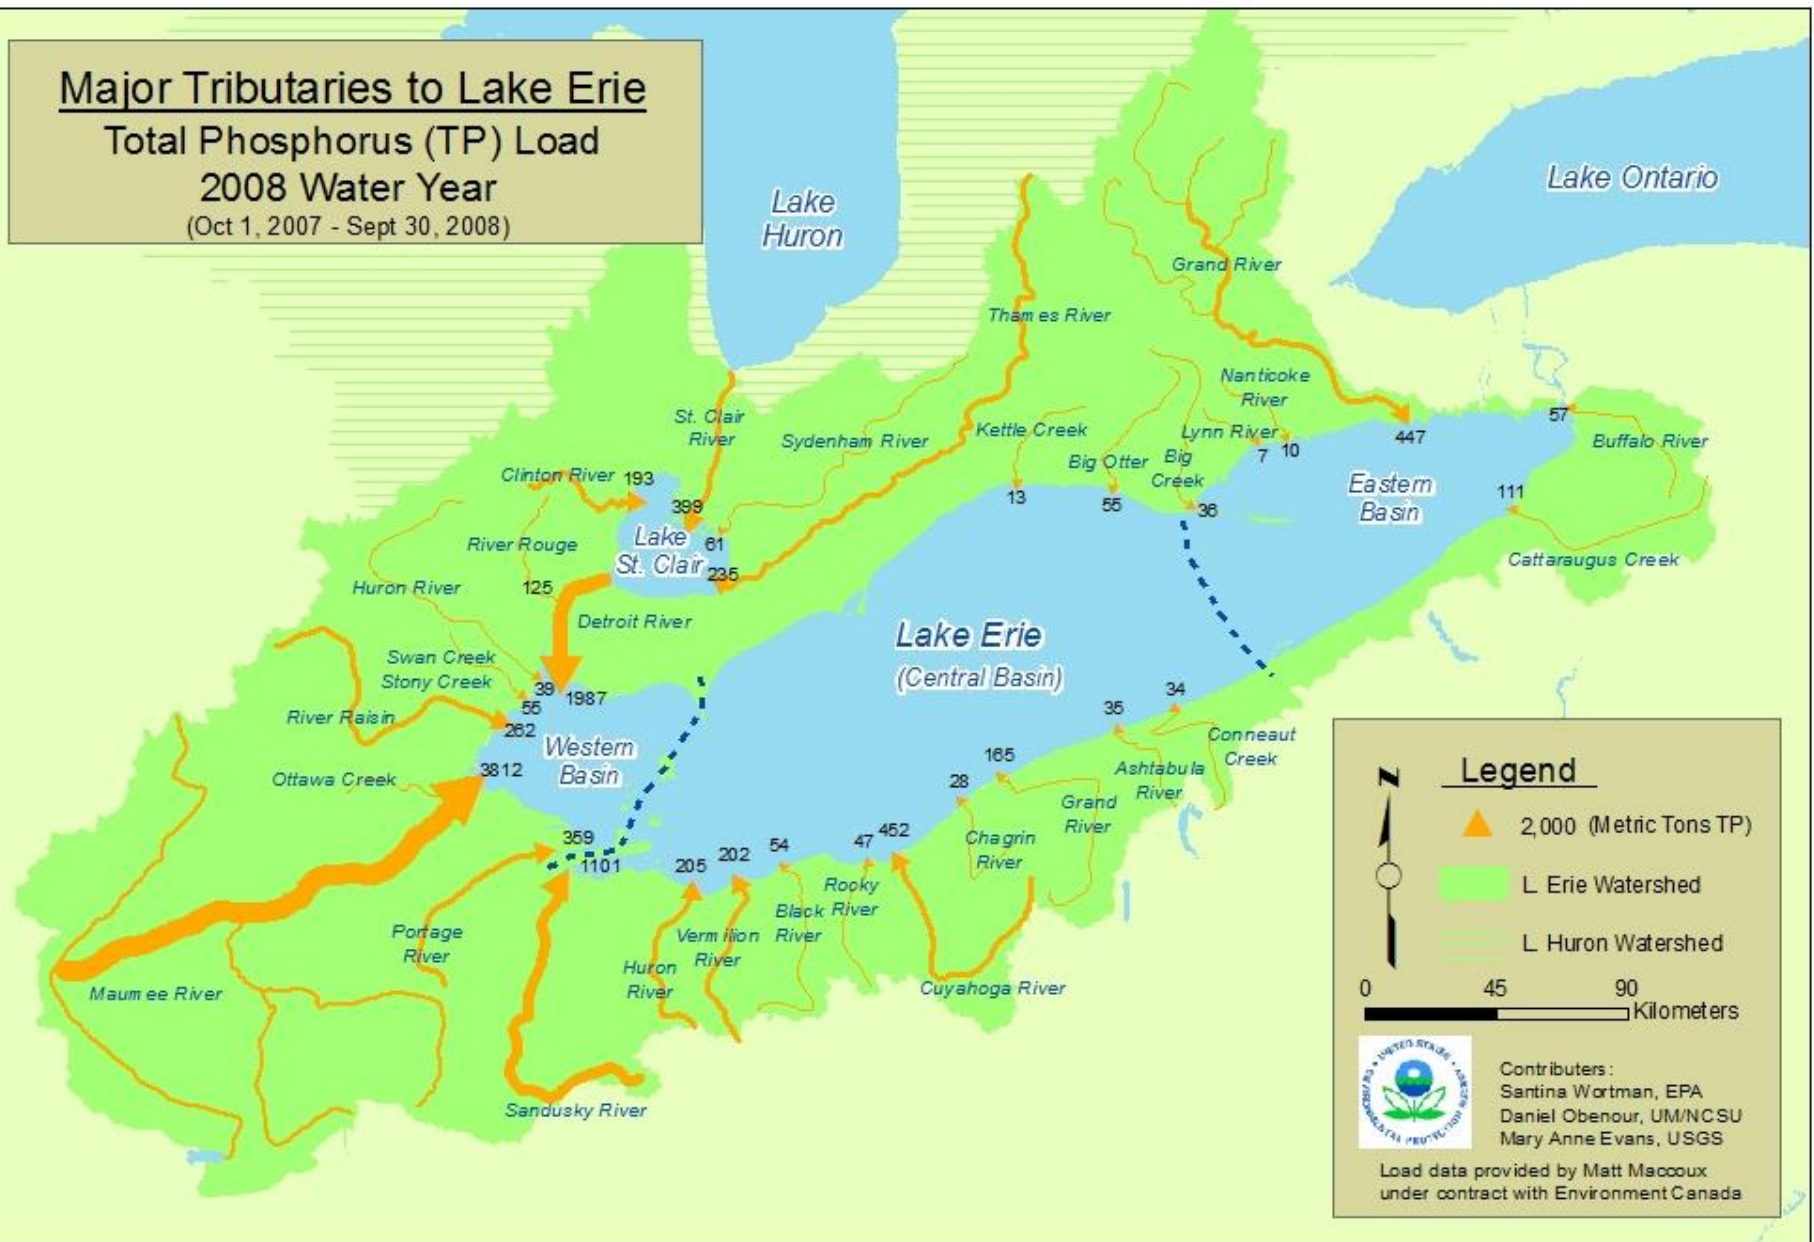 Major Tributaries to Lake Erie
Total Phosphorus (TP) Load
2008 Water Year
(Oct 1, 2007 - Sept 30, 2008)
Lake
Huron
Lake Ontario
Grand River
Thames River
Nanticoke
River
St. Clair
River
Sydenham River
Kettle Creek
Lynn River
Big Otter
Big
Creek
7
10
447
57
Buffalo River
Clinton River
193
399
13
55
36
Eastern
Basin
111
Cattaraugus Creek
River Rouge
Lake
St. Clair
61
235
Huron River
125
Detroit River
Lake Erie
(Central Basin)
Swan Creek
Stony Creek
39
1987
55
River Raisin
262
Western
Basin
Ottawa Creek
3812
34
35
Conneaut
Creek
165
Ashtabula
River
28
Grand
River
359
1101
205
202
54
47
452
Chagrin
River
Rocky
River
Black
River
Portage
River
Vermilion
River
Huron
River
Maumee River
Cuyahoga River
Sandusky River
N
Legend
2,000 (Metric Tons TP)
L. Erie Watershed
L. Huron Watershed
0 45 90
Kilometers
UNITED STATES ENVIRONMENTAL PROTECTION AGENCY
Contributers:
Santina Wortman, EPA
Daniel Obenour, UM/NCSU
Mary Anne Evans, USGS
Load data provided by Matt Maccoux
under contract with Environment Canada